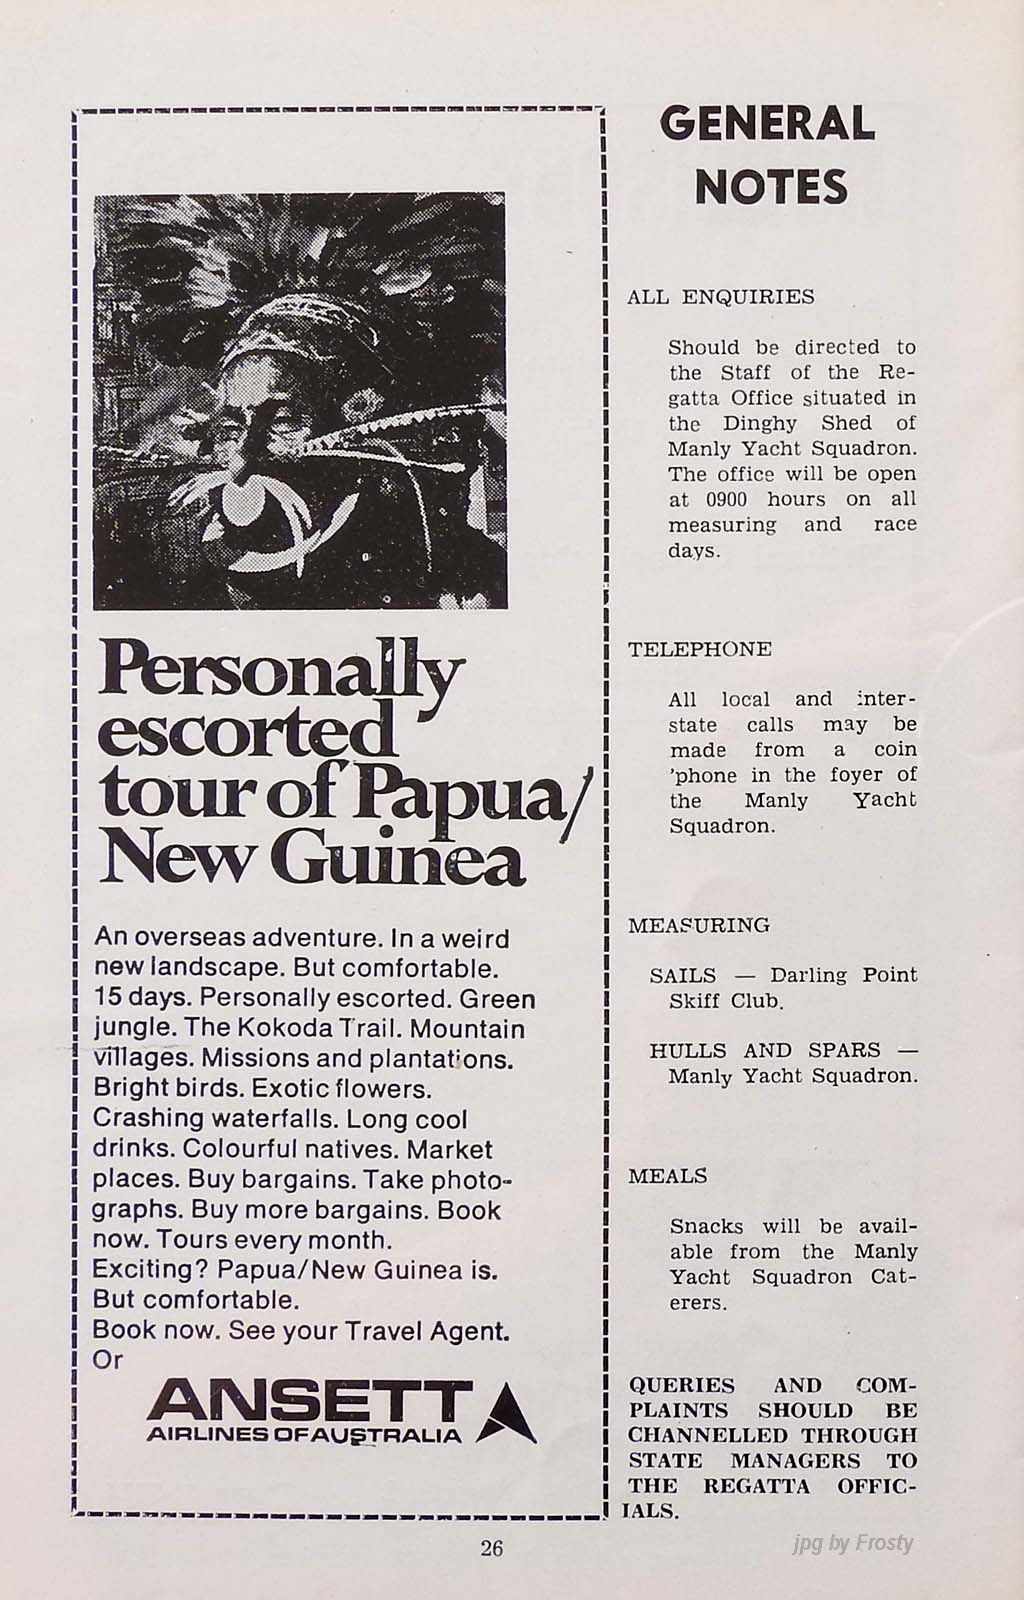 Personally
escorted
tour of Papua/
New Guinea
An overseas adventure. In a weird
new landscape. But comfortable.
15 days. Personally escorted. Green
jungle. The Kokoda Trail. Mountain
villages. Missions and plantations.
Bright birds. Exotic flowers.
Crashing waterfalls. Long cool
drinks. Colourful natives. Market
places. Buy bargains. Take photo-
graphs. Buy more bargains. Book
now. Tours every month.
Exciting? Papua/New Guinea is.
But comfortable.
Book now. See your Travel Agent.
Or
ANSETT
AIRLINES OF AUSTRALIA
GENERAL
NOTES
ALL ENQUIRIES
Should be directed to
the Staff of the Re-
gatta Office situated in
the Dinghy Shed of
Manly Yacht Squadron.
The office will be open
at 0900 hours on all
measuring and race
days.
TELEPHONE
All local and inter-
state calls may be
made from a coin
'phone in the foyer of
the Manly Yacht
Squadron.
MEASURING
SAILS — Darling Point
Skiff Club.
HULLS AND SPARS —
Manly Yacht Squadron.
MEALS
Snacks will be avail-
able from the Manly
Yacht Squadron Cat-
erers.
QUERIES AND COM-
PLAINTS SHOULD BE
CHANNELLED THROUGH
STATE MANAGERS TO
THE REGATTA OFFIC-
IALS.
26
jpg by Frosty